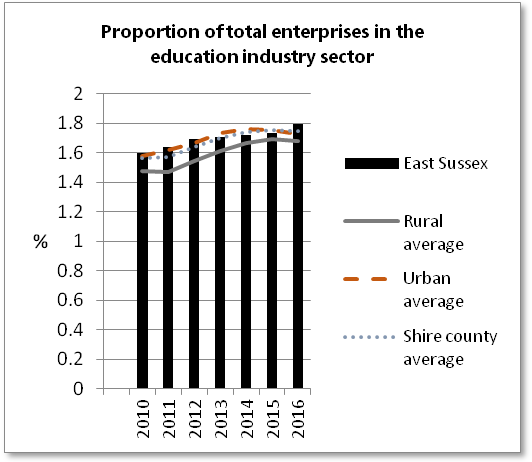 Proportion of total enterprises in the
education industry sector
2
1.8
1.6
1.4
1.2
1
0.8
0.6
0.4
0.2
0
%
2010
2011
2012
2013
2014
2015
2016
East Sussex
Rural
average
Urban
average
Shire county
average